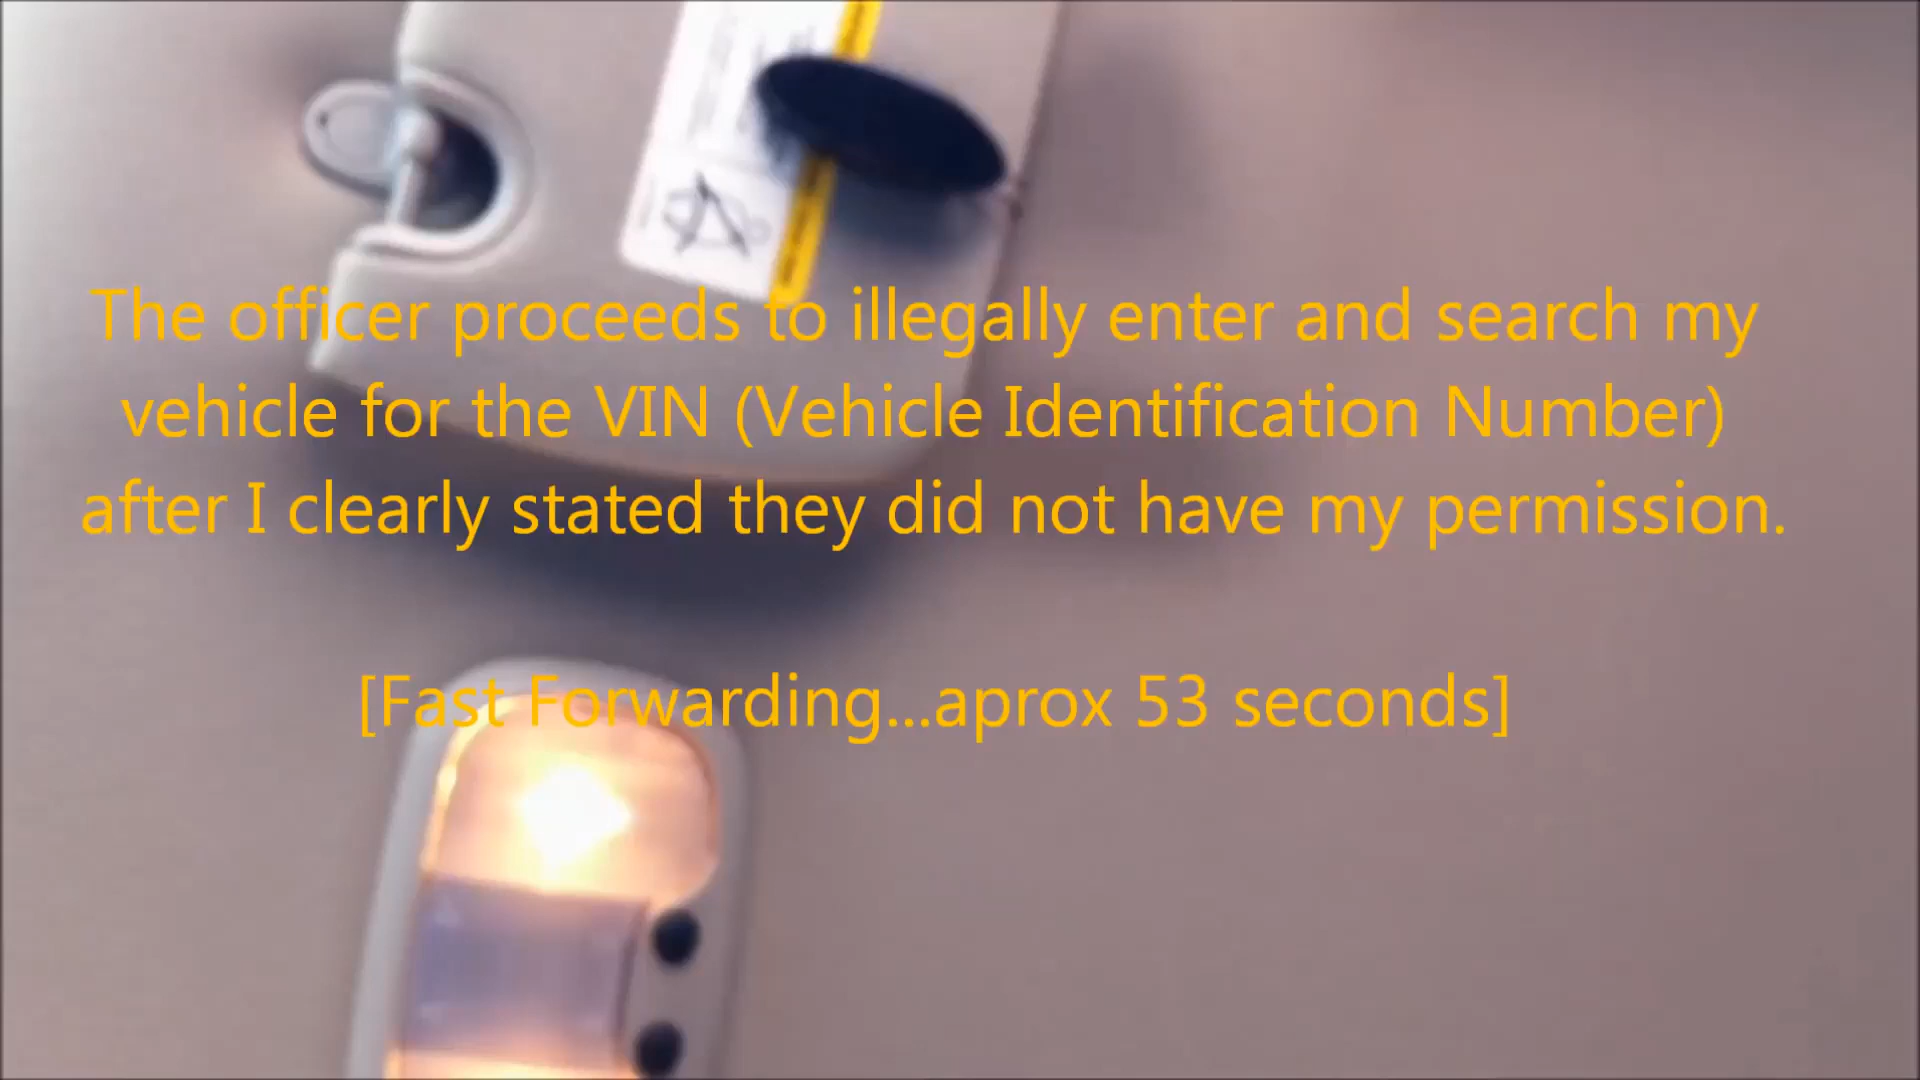 The officer proceeds to illegally enter and search my
vehicle for the VIN (Vehicle Identification Number)
after I clearly stated they did not have my permission.
[Fast Forwarding...aprox 53 seconds]